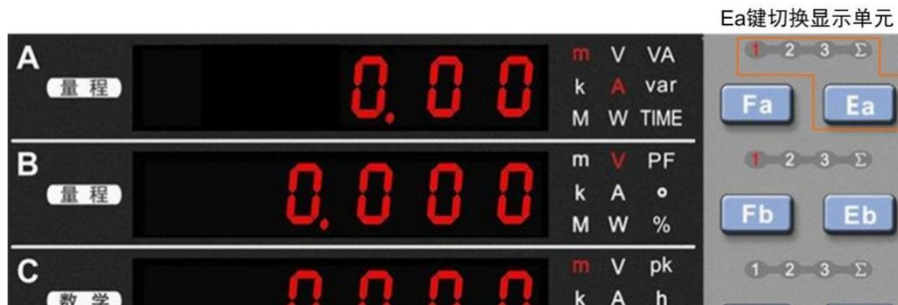 Ea键切换显示单元
A 0.00 m V VA 1 2 3 Σ
量程 k A var Fa Ea
M W TIME
B 0.000 m V PF 1 2 3 Σ
量程 k A ° Fb Eb
M W %
C 0000 m V pk 1 2 3 Σ
数学 k A h